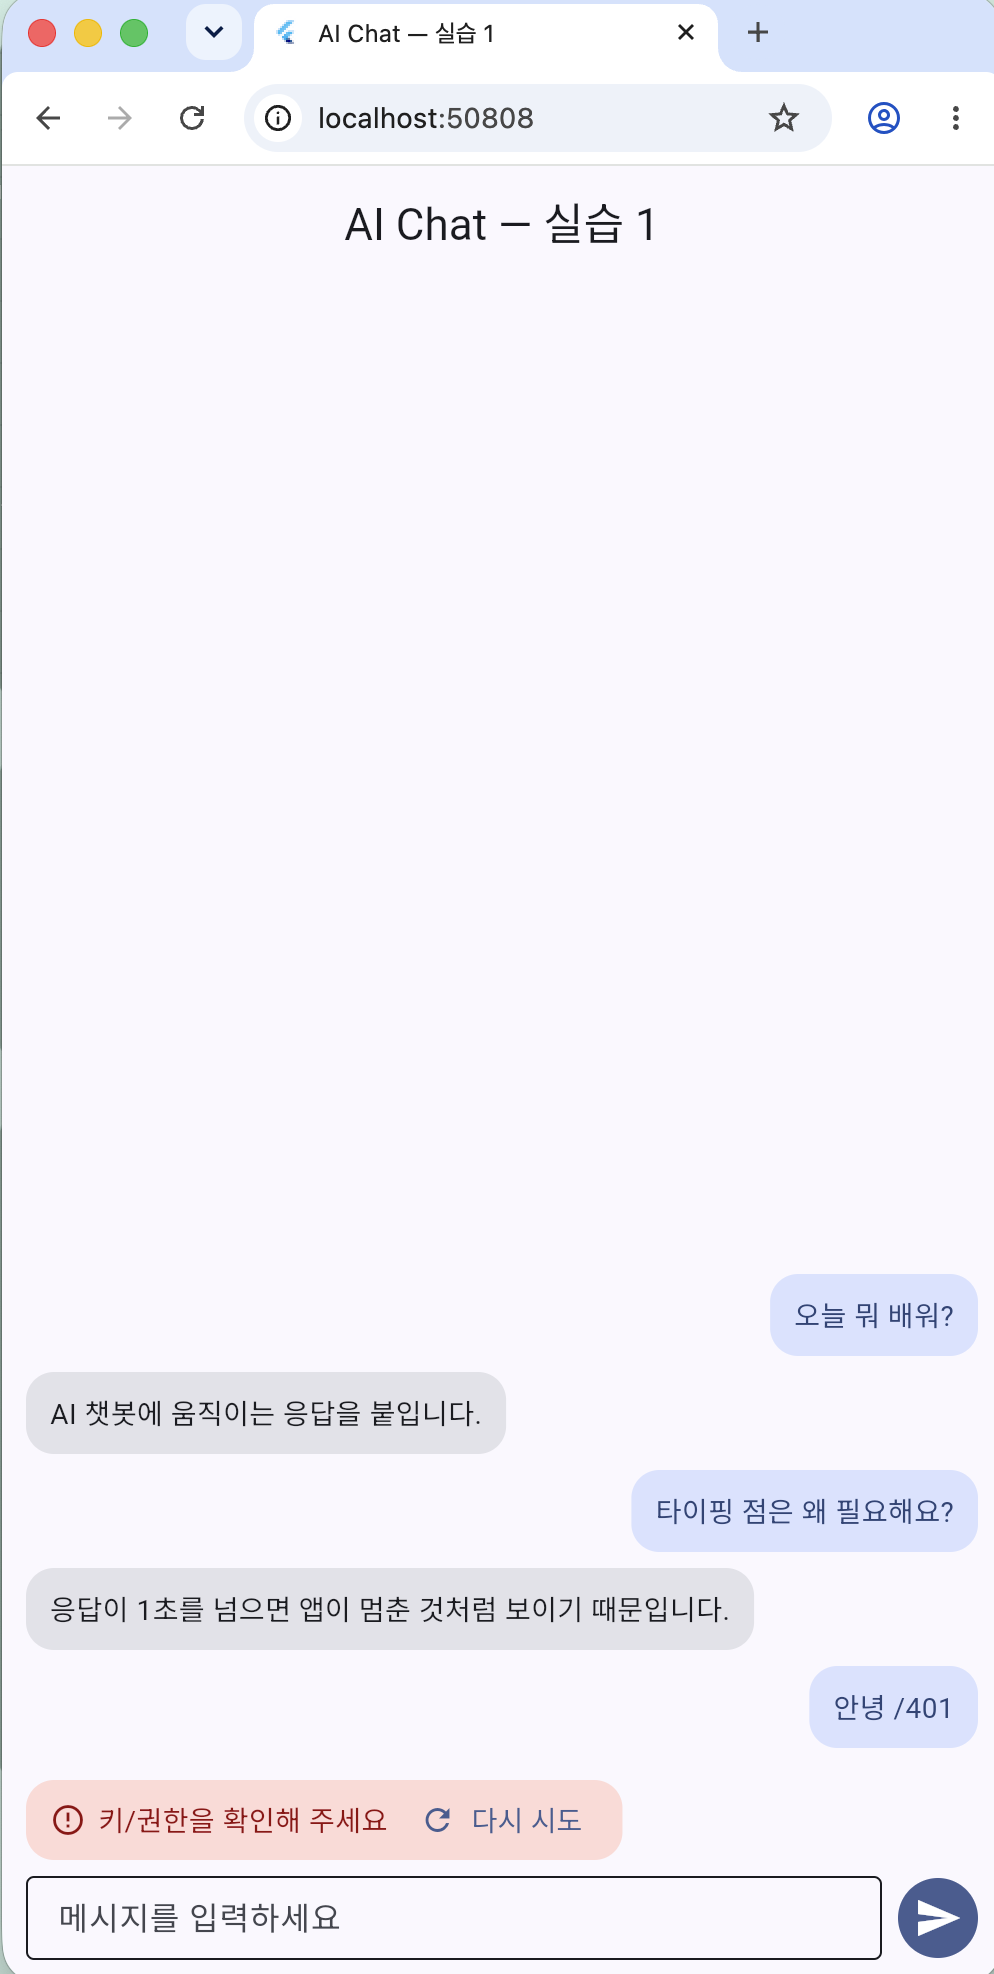 AI Chat — 실습 1
localhost:50808
AI Chat — 실습 1
오늘 뭐 배워?
AI 챗봇에 움직이는 응답을 붙입니다.
타이핑 점은 왜 필요해요?
응답이 1초를 넘으면 앱이 멈춘 것처럼 보이기 때문입니다.
안녕 /401
키/권한을 확인해 주세요 다시 시도
메시지를 입력하세요